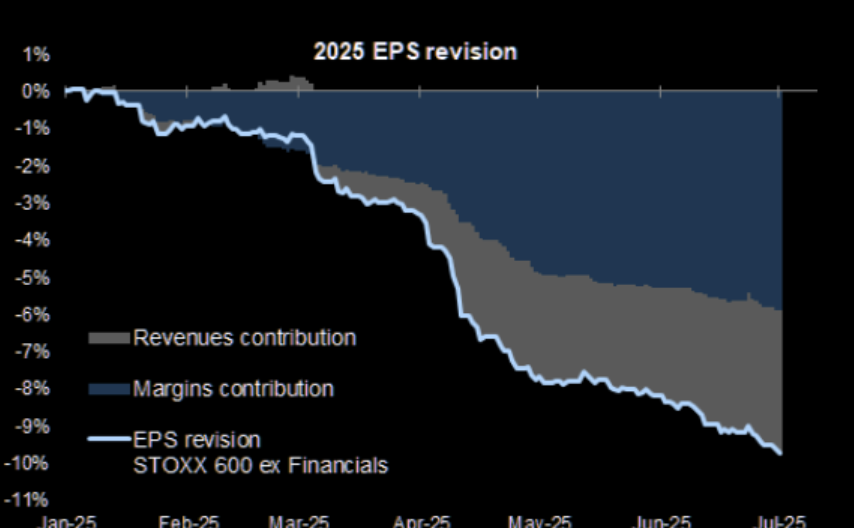 2025 EPS revision
1%
0%
-1%
-2%
-3%
-4%
-5%
-6%
-7%
-8%
-9%
-10%
-11%
Revenues contribution
Margins contribution
EPS revision
STOXX 600 ex Financials
Jan-25 Feb-25 Mar-25 Apr-25 May-25 Jun-25 Jul-25